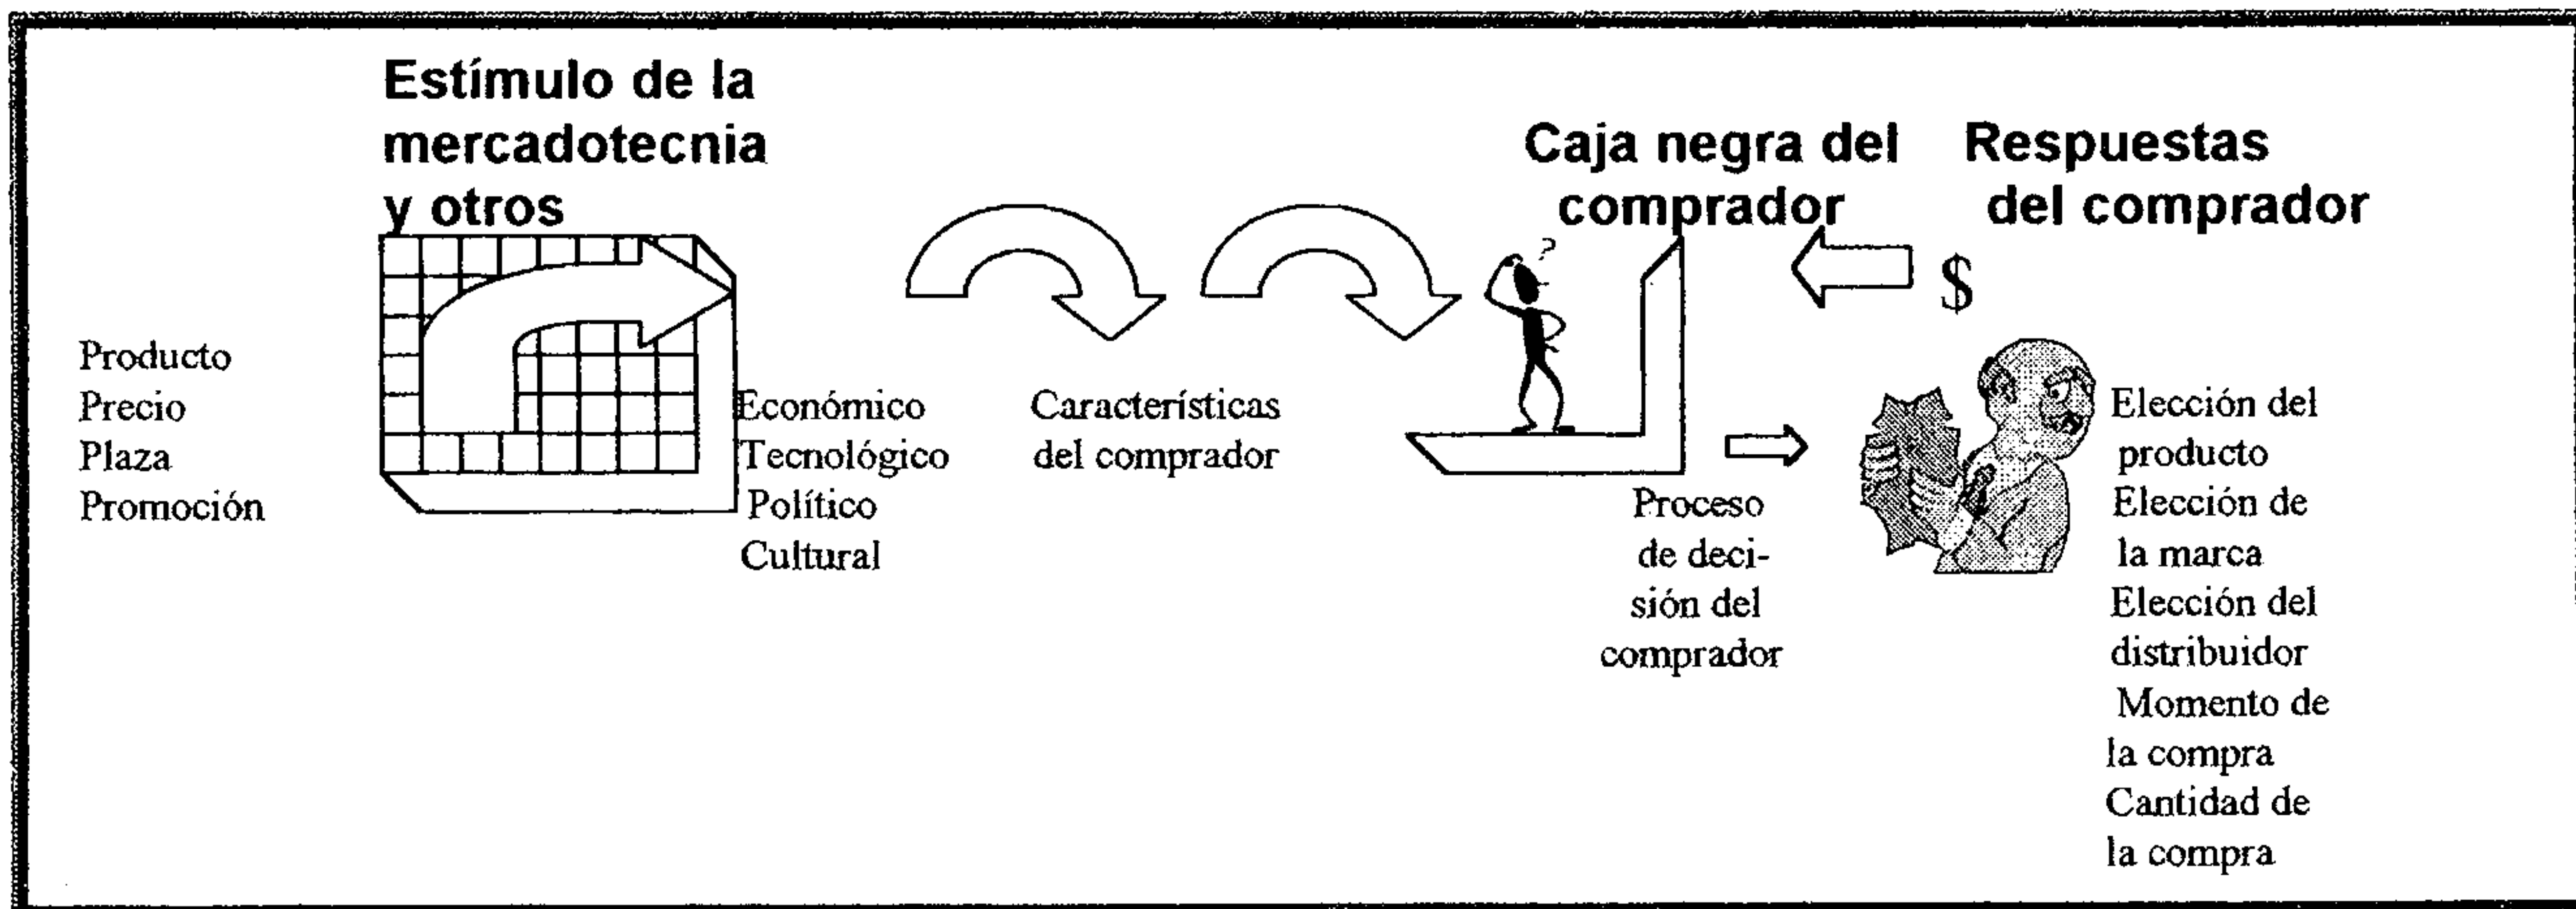 Estímulo de la
mercadotecnia
y otros
Producto
Precio
Plaza
Promoción
Económico
Tecnológico
Político
Cultural
Características
del comprador
Caja negra del
comprador
?
Proceso
de deci-
sión del
comprador
Respuestas
del comprador
$
Elección del
producto
Elección de
la marca
Elección del
distribuidor
Momento de
la compra
Cantidad de
la compra